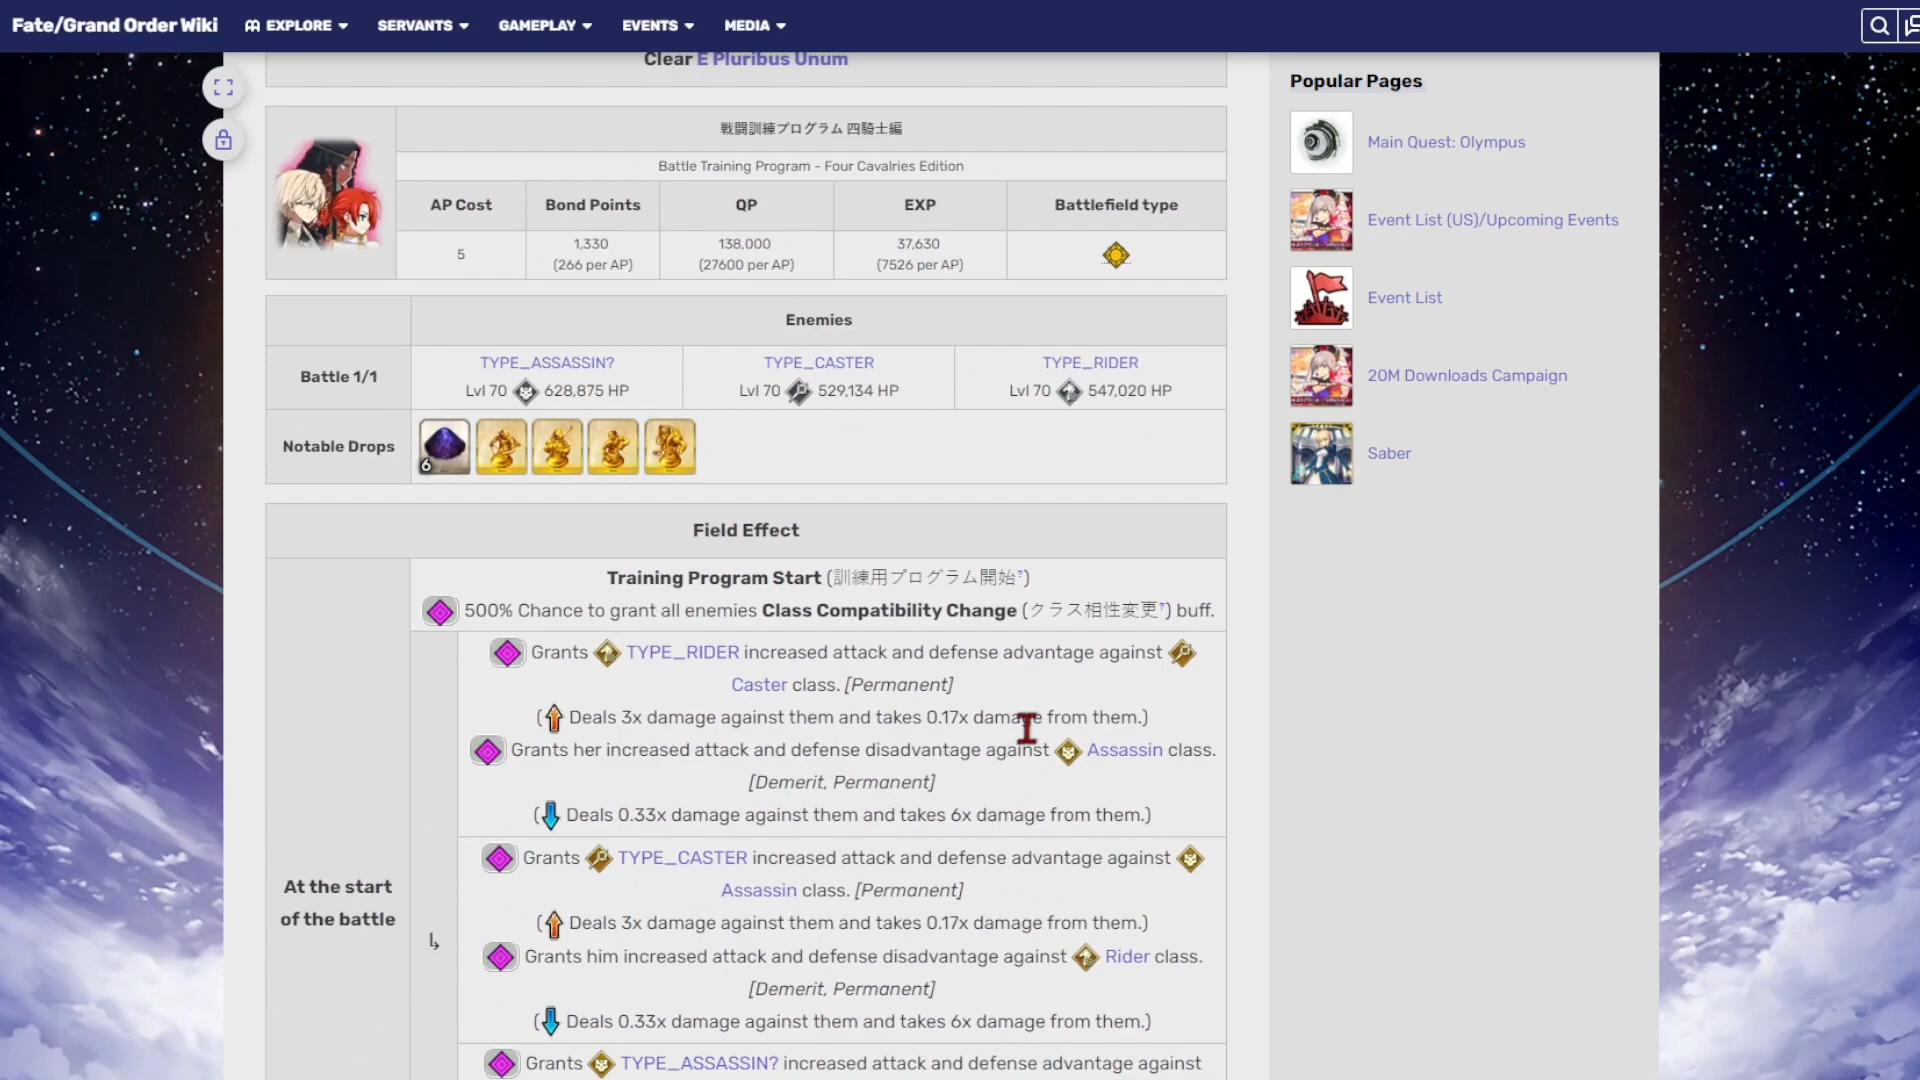 Fate/Grand Order Wiki EXPLORE SERVANTS GAMEPLAY EVENTS MEDIA
Clear E Pluribus Unum
戦闘訓練プログラム 四騎士編
Battle Training Program - Four Cavalries Edition
AP Cost Bond Points QP EXP Battlefield type
5 1,330 138,000 37,630
(266 per AP) (27600 per AP) (7526 per AP)
Enemies
Battle 1/1 TYPE_ASSASSIN? TYPE_CASTER TYPE_RIDER
Lvl 70 628,875 HP Lvl 70 529,134 HP Lvl 70 547,020 HP
Notable Drops 6
Field Effect
At the start
of the battle
Training Program Start (訓練用プログラム開始?)
500% Chance to grant all enemies Class Compatibility Change (クラス相性変更?) buff.
↳
Grants TYPE_RIDER increased attack and defense advantage against
Caster class. [Permanent]
( Deals 3x damage against them and takes 0.17x damage from them.)
Grants her increased attack and defense disadvantage against Assassin class.
[Demerit, Permanent]
( Deals 0.33x damage against them and takes 6x damage from them.)
Grants TYPE_CASTER increased attack and defense advantage against
Assassin class. [Permanent]
( Deals 3x damage against them and takes 0.17x damage from them.)
Grants him increased attack and defense disadvantage against Rider class.
[Demerit, Permanent]
( Deals 0.33x damage against them and takes 6x damage from them.)
Grants TYPE_ASSASSIN? increased attack and defense advantage against
Popular Pages
Main Quest: Olympus
Event List (US)/Upcoming Events
Event List
20M Downloads Campaign
Saber